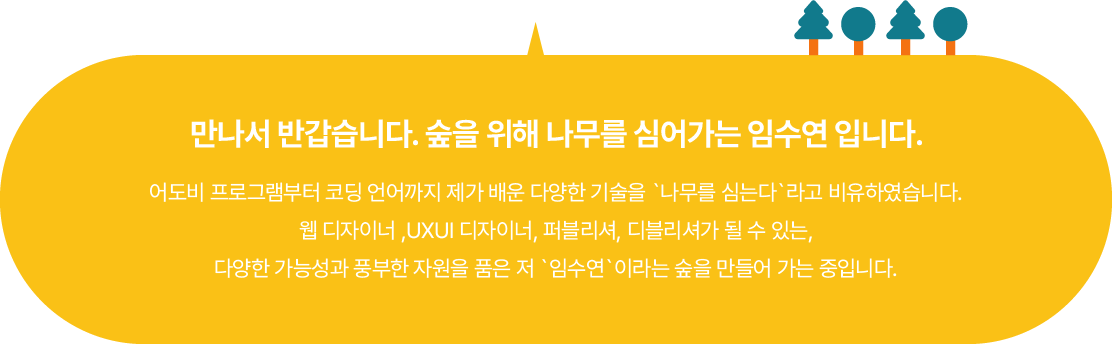 만나서 반갑습니다. 숲을 위해 나무를 심어가는 임수연 입니다.
어도비 프로그램부터 코딩 언어까지 제가 배운 다양한 기술을 `나무를 심는다`라고 비유하였습니다.
웹 디자이너 ,UXUI 디자이너, 퍼블리셔, 디블리셔가 될 수 있는,
다양한 가능성과 풍부한 자원을 품은 저 `임수연`이라는 숲을 만들어 가는 중입니다.